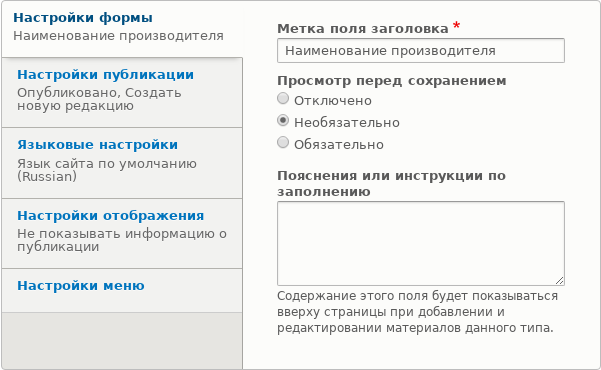 Настройки формы
Наименование производителя
Настройки публикации
Опубликовано, Создать
новую редакцию
Языковые настройки
Язык сайта по умолчанию
(Russian)
Настройки отображения
Не показывать информацию о
публикации
Настройки меню
Метка поля заголовка *
Наименование производителя
Просмотр перед сохранением
Отключено
Необязательно
Обязательно
Пояснения или инструкции по
заполнению
Содержание этого поля будет показываться
вверху страницы при добавлении и
редактировании материалов данного типа.